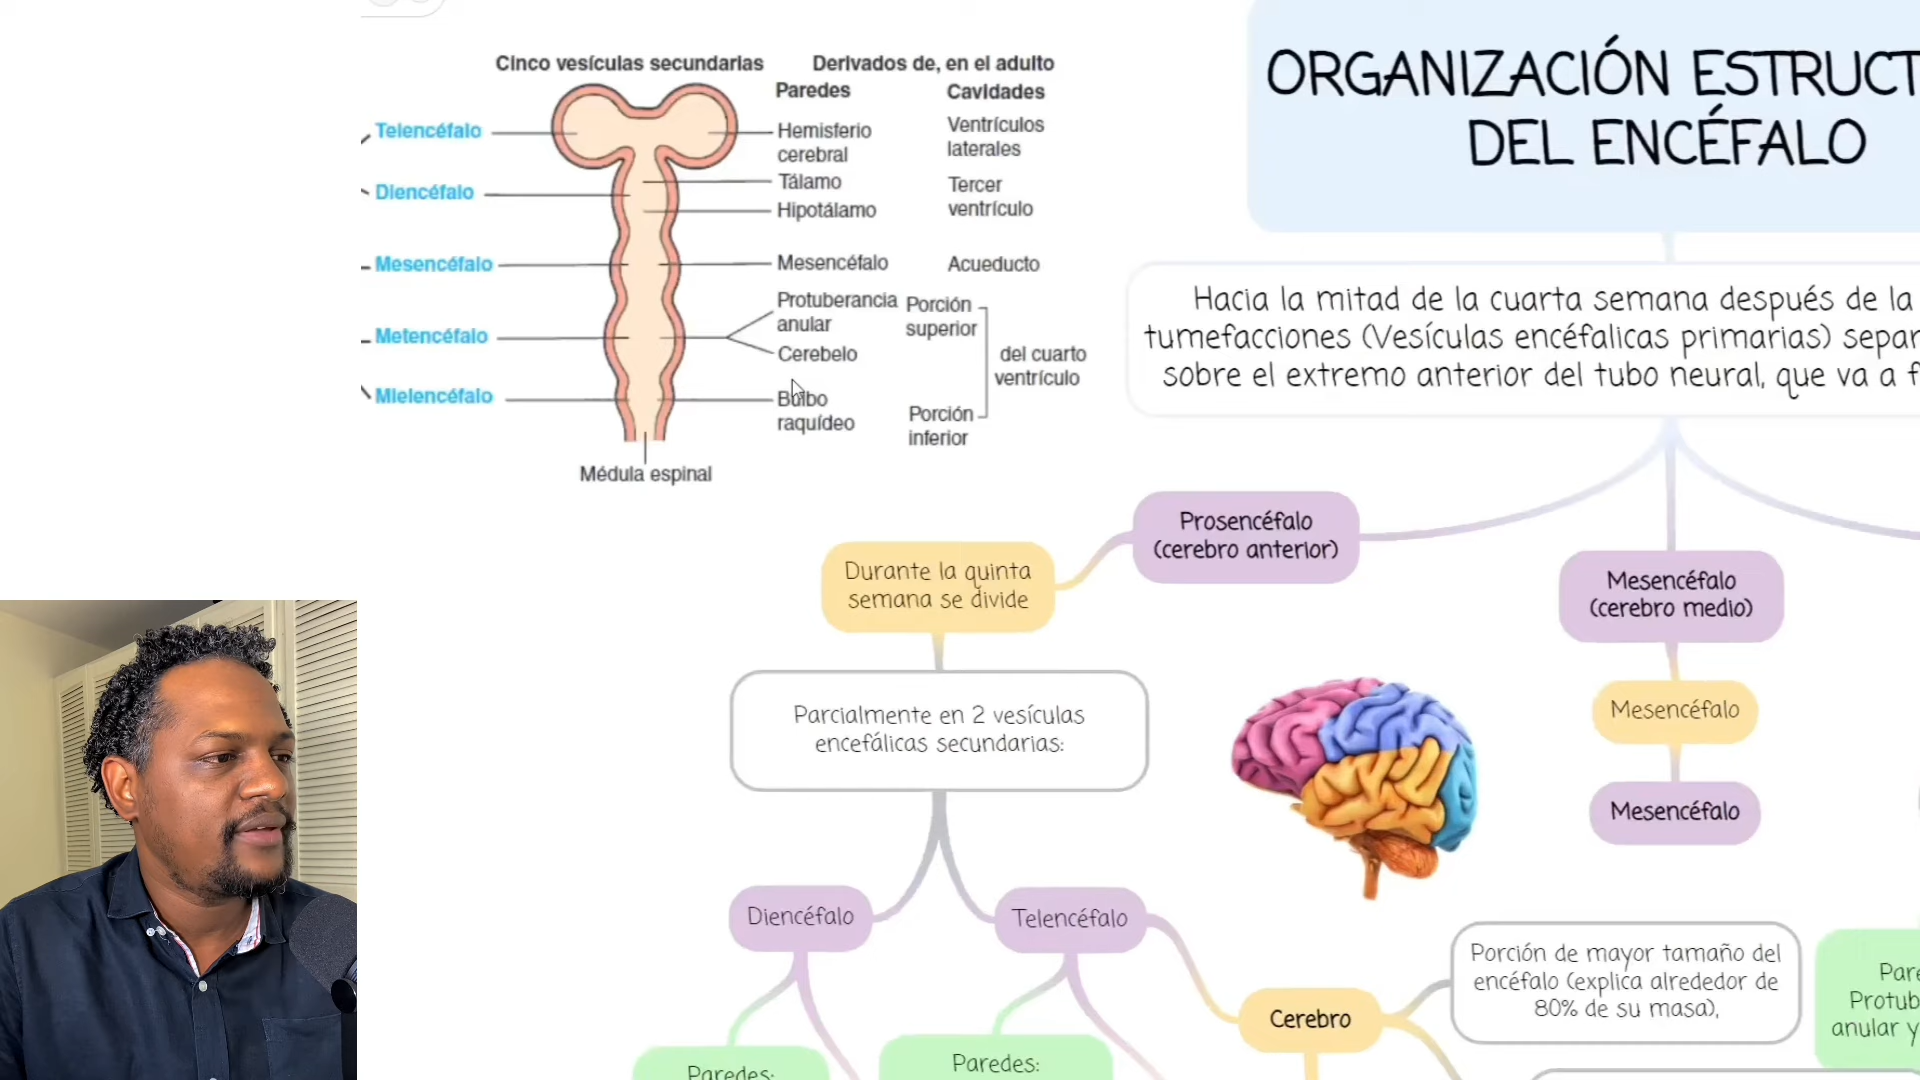 Cinco vesículas secundarias
Derivados de, en el adulto
Paredes
Cavidades
Telencéfalo
Hemisferio
cerebral
Ventrículos
laterales
Diencéfalo
Tálamo
Hipotálamo
Tercer
ventrículo
Mesencéfalo
Mesencéfalo
Acueducto
Metencéfalo
Protuberancia
anular
Cerebelo
Porción
superior
del cuarto
ventrículo
Mielencéfalo
Bulbo
raquídeo
Porción
inferior
Médula espinal
ORGANIZACIÓN ESTRUCT
DEL ENCÉFALO
Hacia la mitad de la cuarta semana después de la
tumefacciones (Vesículas encéfalicas primarias) separ
sobre el extremo anterior del tubo neural, que va a f
Prosencéfalo
(cerebro anterior)
Durante la quinta
semana se divide
Parcialmente en 2 vesículas
encefálicas secundarias:
Mesencéfalo
(cerebro medio)
Mesencéfalo
Mesencéfalo
Diencéfalo
Telencéfalo
Cerebro
Porción de mayor tamaño del
encéfalo (explica alrededor de
80% de su masa),
Pare
Protub
anular y
Paredes:
Paredes: